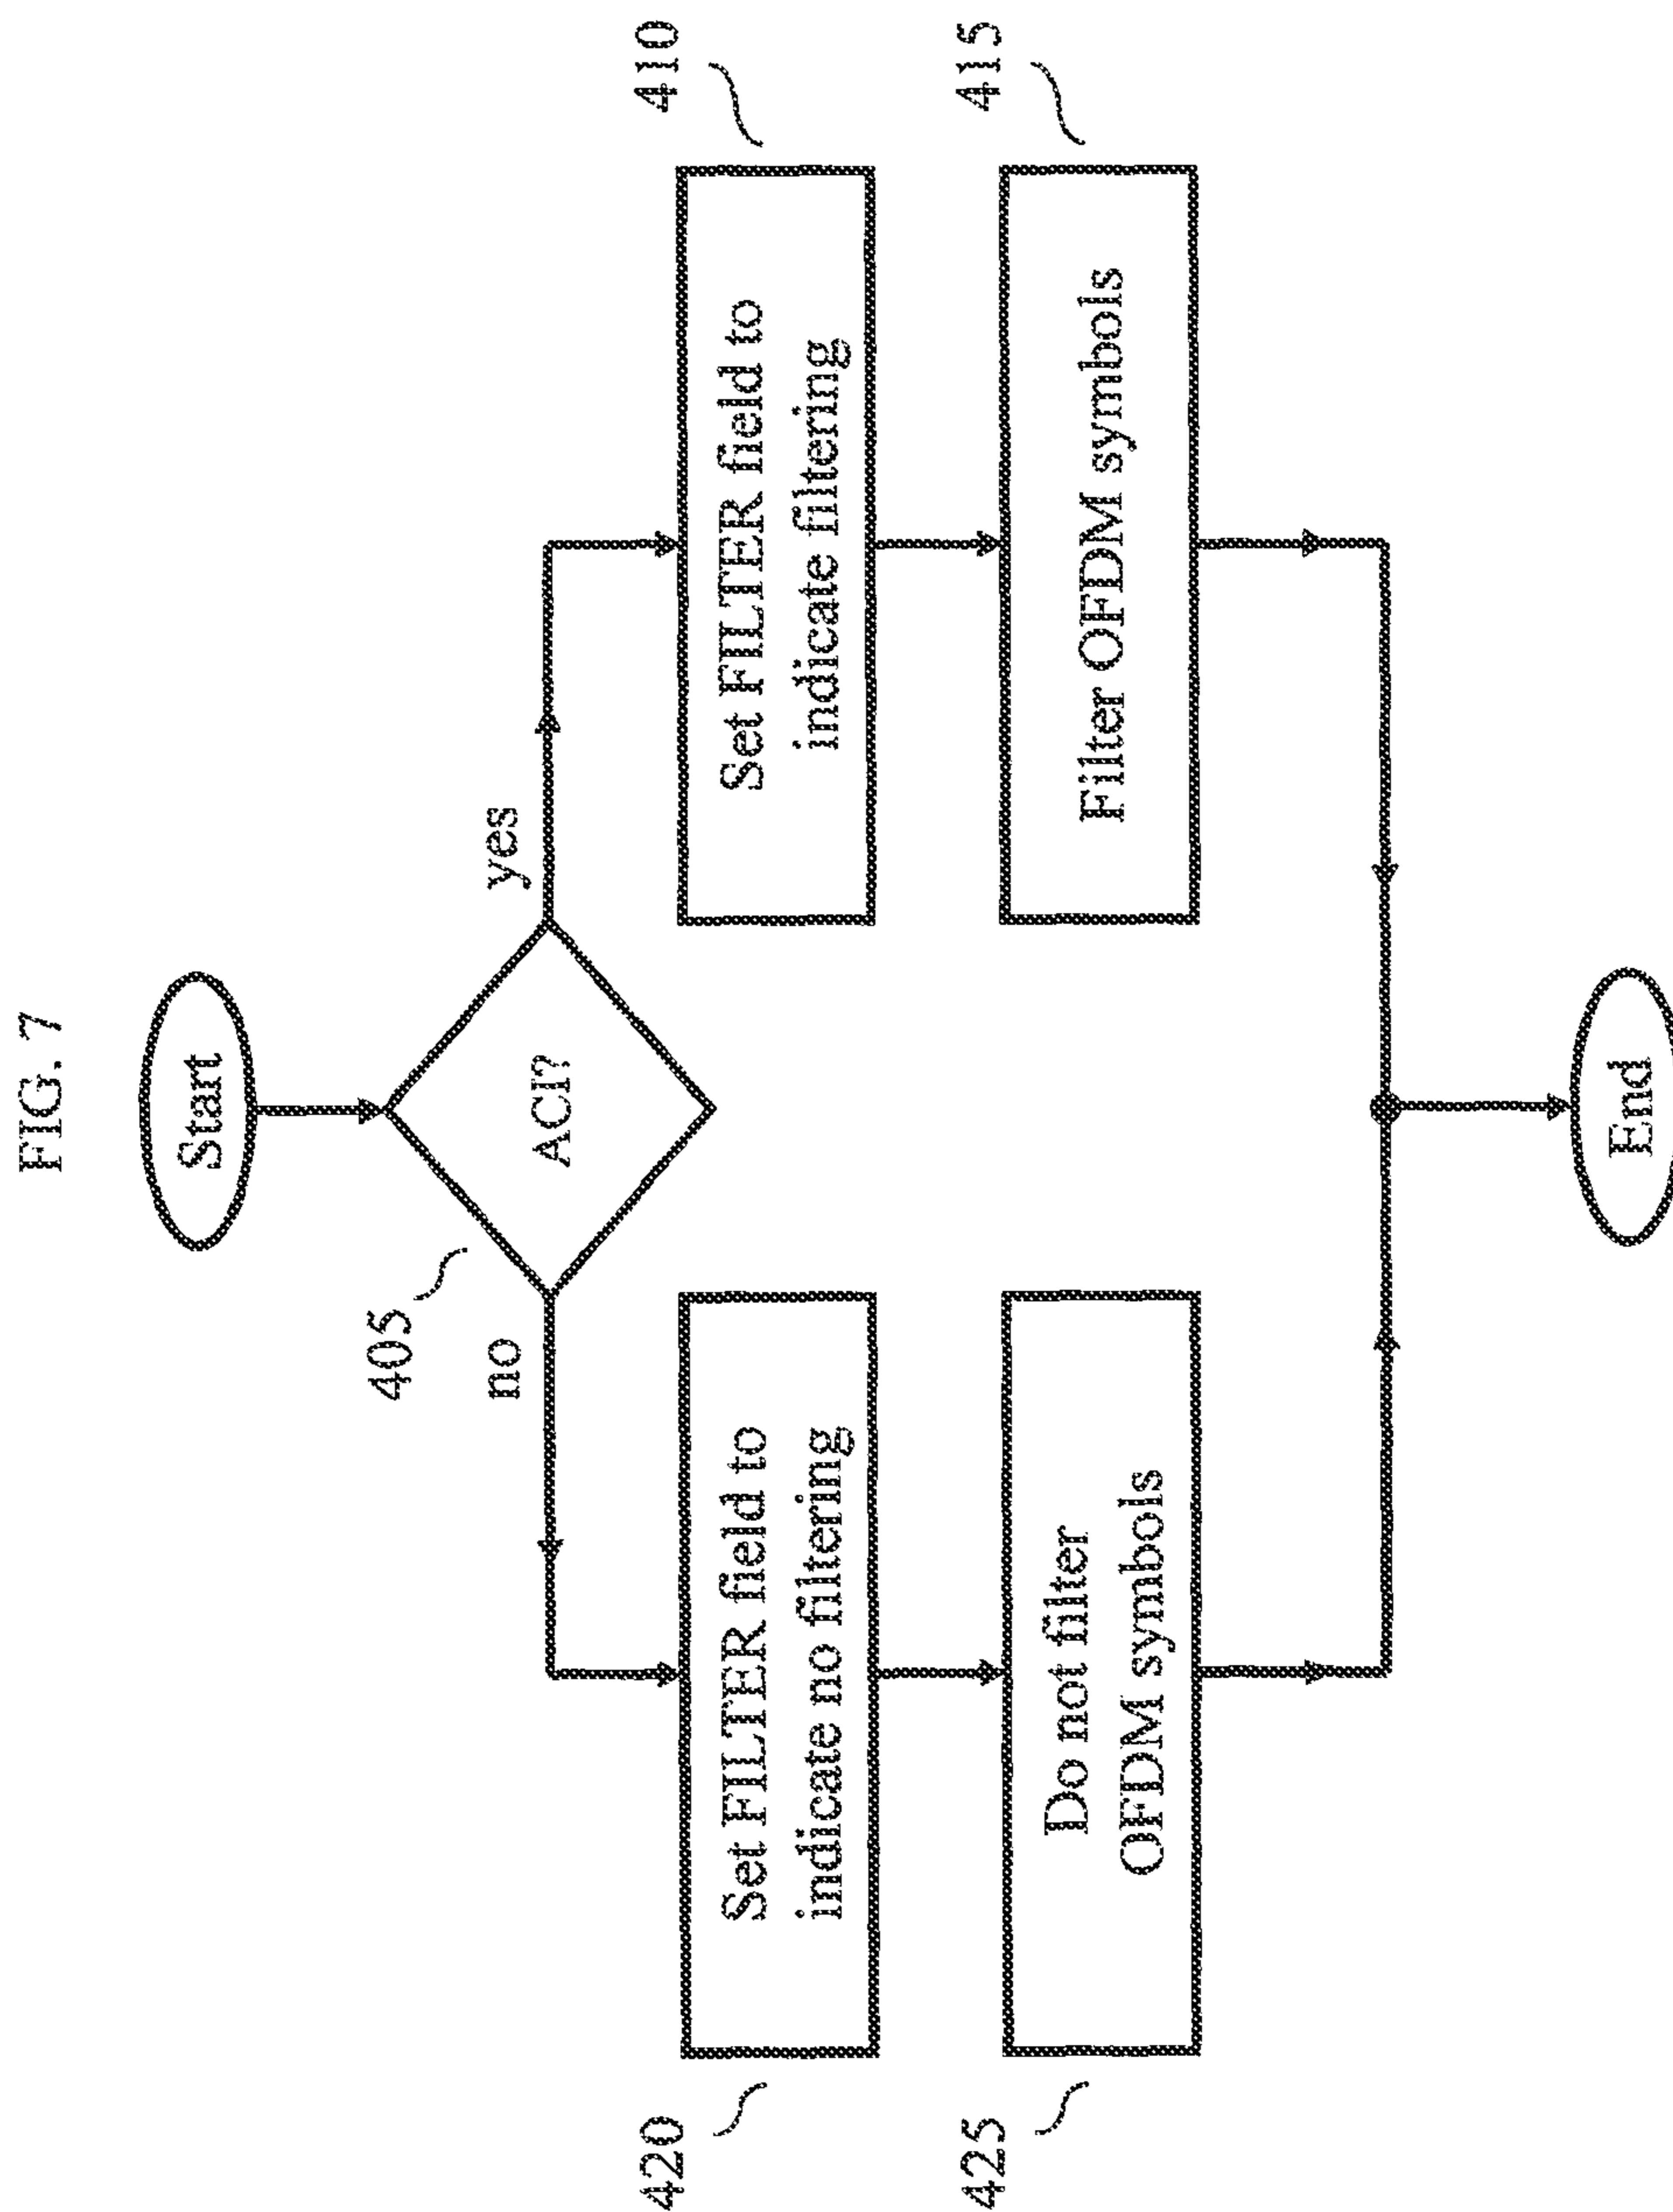 FIG. 7
Start
405
ACI?
no
yes
Set FILTER field to
indicate no filtering
420
Set FILTER field to
indicate filtering
410
Do not filter
OFDM symbols
425
Filter OFDM symbols
415
End